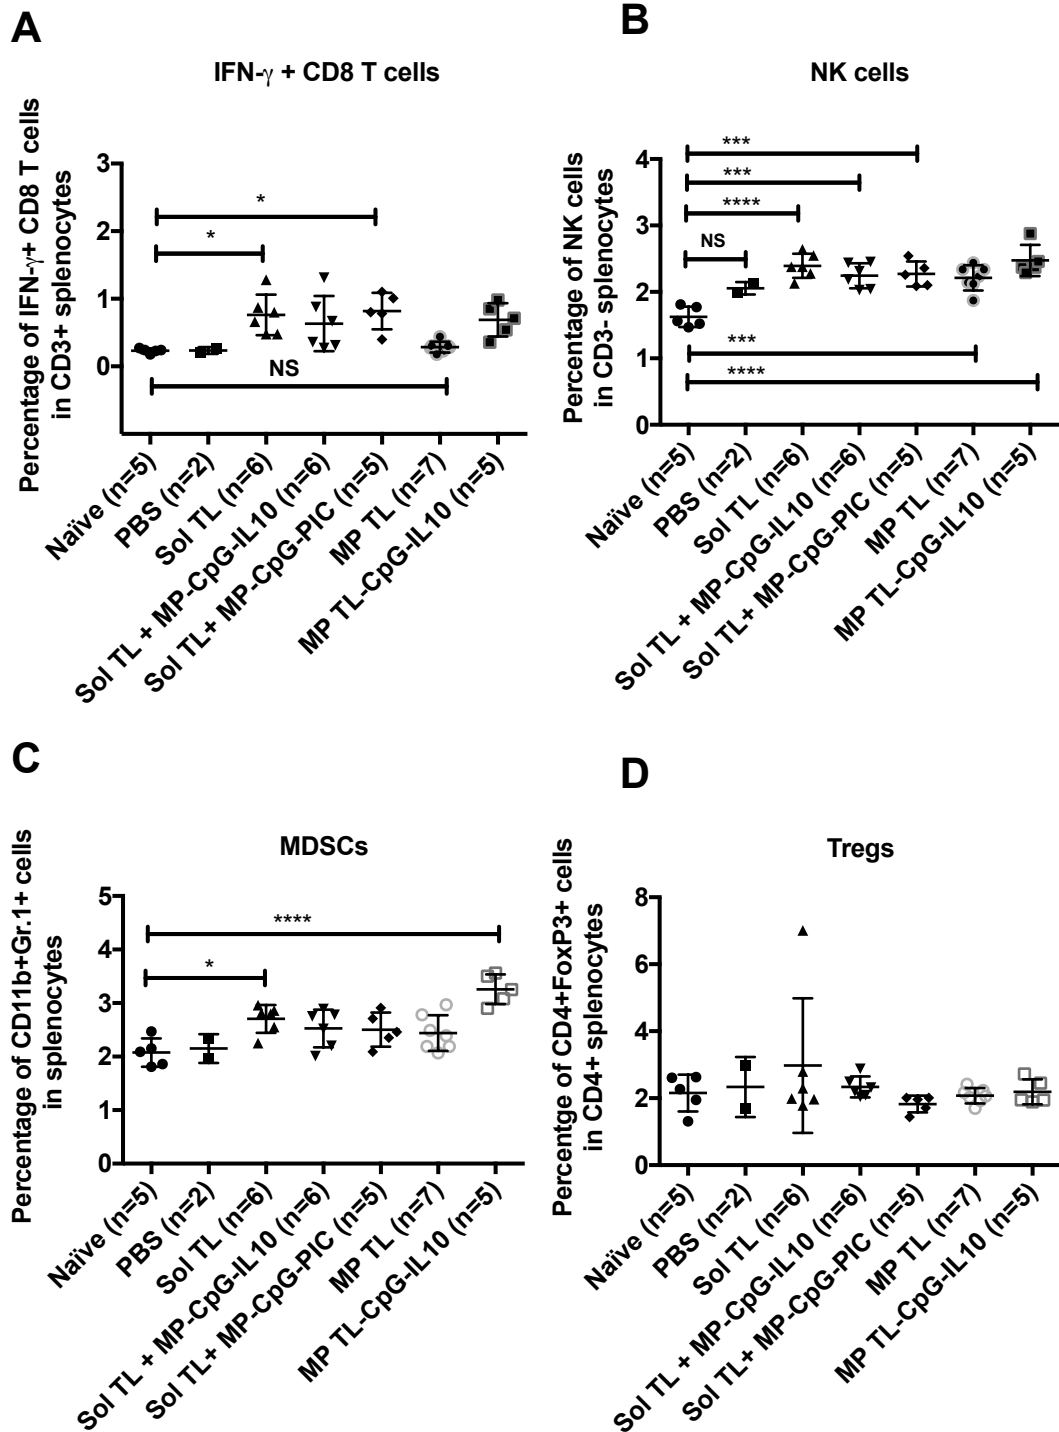 A
IFN-γ + CD8 T cells
Percentage of IFN-γ+ CD8 T cells
in CD3+ splenocytes
3
2
1
0
*
*
NS
Naïve (n=5)
PBS (n=2)
Sol TL (n=6)
Sol TL + MP-CpG-IL10 (n=6)
Sol TL+ MP-CpG-PIC (n=5)
MP TL (n=7)
MP TL-CpG-IL10 (n=5)
B
NK cells
Percentage of NK cells
in CD3- splenocytes
4
3
2
1
0
***
***
****
NS
***
****
Naïve (n=5)
PBS (n=2)
Sol TL (n=6)
Sol TL + MP-CpG-IL10 (n=6)
Sol TL+ MP-CpG-PIC (n=5)
MP TL (n=7)
MP TL-CpG-IL10 (n=5)
C
MDSCs
Percentage of CD11b+Gr.1+ cells
in splenocytes
5
4
3
2
1
0
****
*
Naïve (n=5)
PBS (n=2)
Sol TL (n=6)
Sol TL + MP-CpG-IL10 (n=6)
Sol TL+ MP-CpG-PIC (n=5)
MP TL (n=7)
MP TL-CpG-IL10 (n=5)
D
Tregs
Percentge of CD4+FoxP3+ cells
in CD4+ splenocytes
8
6
4
2
0
Naïve (n=5)
PBS (n=2)
Sol TL (n=6)
Sol TL + MP-CpG-IL10 (n=6)
Sol TL+ MP-CpG-PIC (n=5)
MP TL (n=7)
MP TL-CpG-IL10 (n=5)